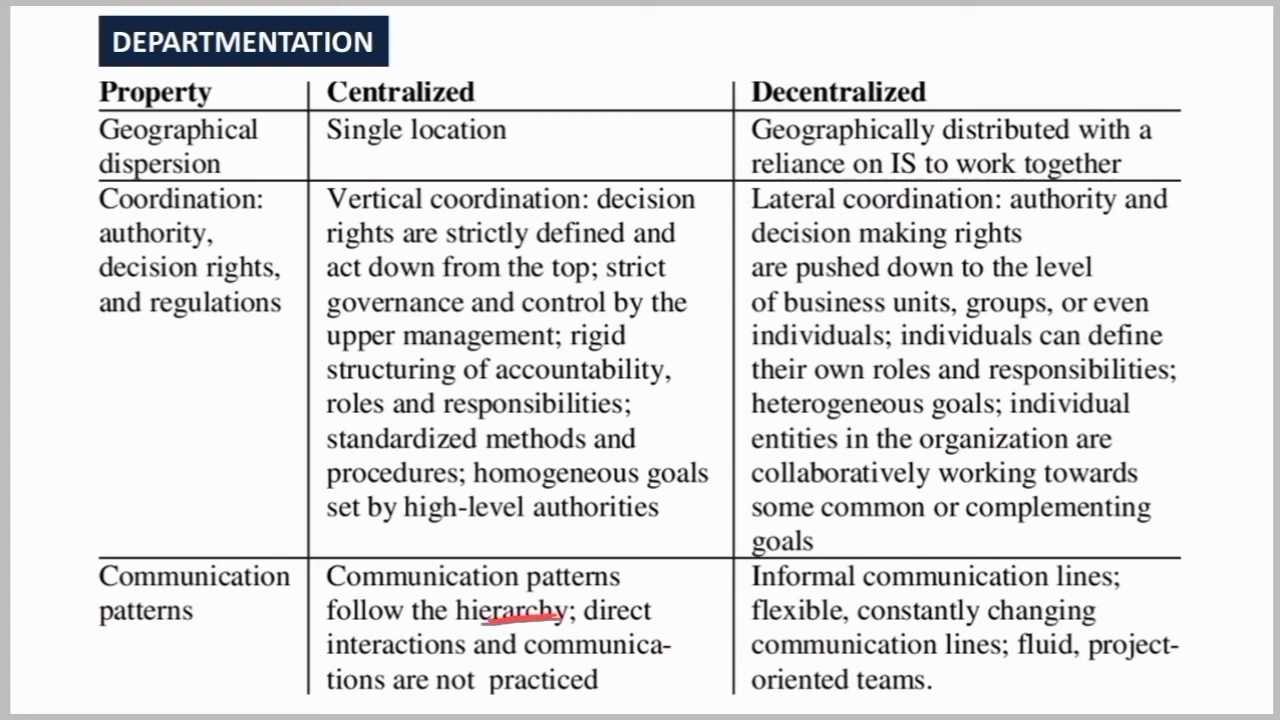 DEPARTMENTATION
Property Centralized Decentralized
Geographical dispersion
Single location
Geographically distributed with a
reliance on IS to work together
Coordination:
authority,
decision rights,
and regulations
Vertical coordination: decision
rights are strictly defined and
act down from the top; strict
governance and control by the
upper management; rigid
structuring of accountability,
roles and responsibilities;
standardized methods and
procedures; homogeneous goals
set by high-level authorities
Lateral coordination: authority and
decision making rights
are pushed down to the level
of business units, groups, or even
individuals; individuals can define
their own roles and responsibilities;
heterogeneous goals; individual
entities in the organization are
collaboratively working towards
some common or complementing
goals
Communication
patterns
Communication patterns
follow the hierarchy; direct
interactions and communica-
tions are not practiced
Informal communication lines;
flexible, constantly changing
communication lines; fluid, project-
oriented teams.